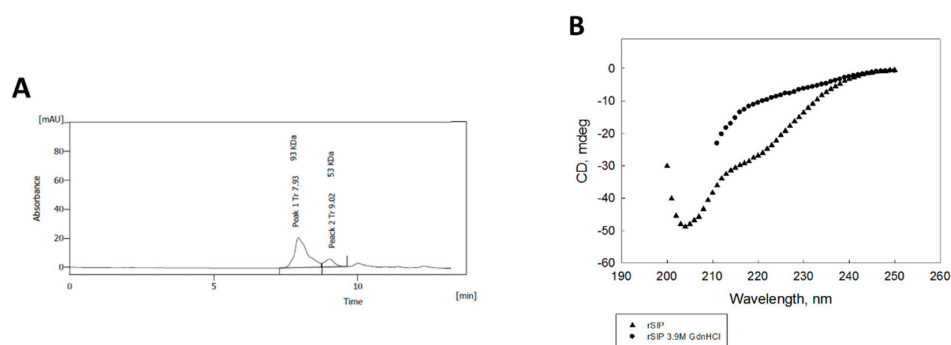 A
[mAU]
80
60
40
20
0
Absorbance
Peak 1 Tr 7.93 93 KDa
Peack 2 Tr 9.02 53 KDa
0 5 10
Time
[min]
B
0
-10
-20
-30
-40
-50
-60
CD, mdeg
190 200 210 220 230 240 250 260
Wavelength, nm
▲ rSIP
● rSIP 3.9M GdnHCl